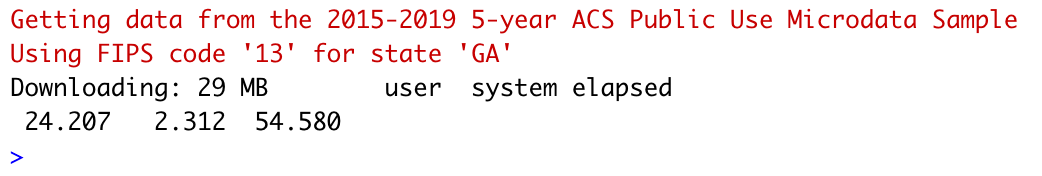 Getting data from the 2015-2019 5-year ACS Public Use Microdata Sample
Using FIPS code '13' for state 'GA'
Downloading: 29 MB        user  system elapsed
 24.207   2.312  54.580
>